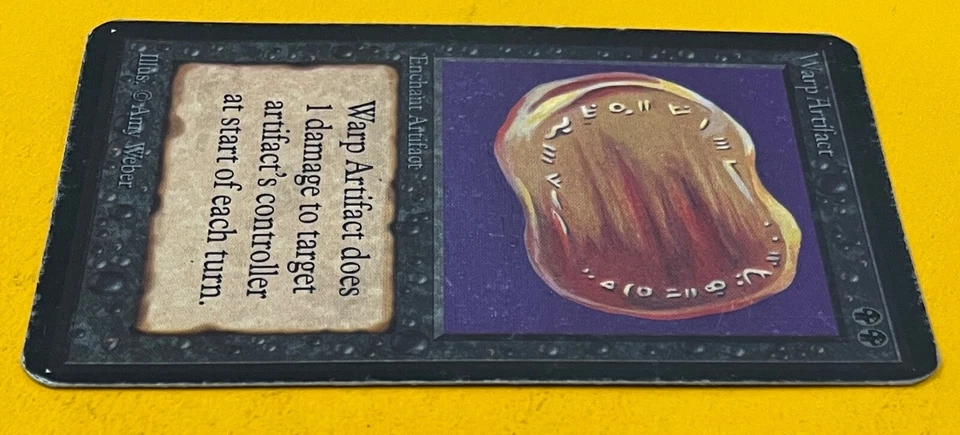 Warp Artifact
Enchant Artifact
Warp Artifact does
1 damage to target
artifact's controller
at start of each turn.
Illus. © Amy Weber